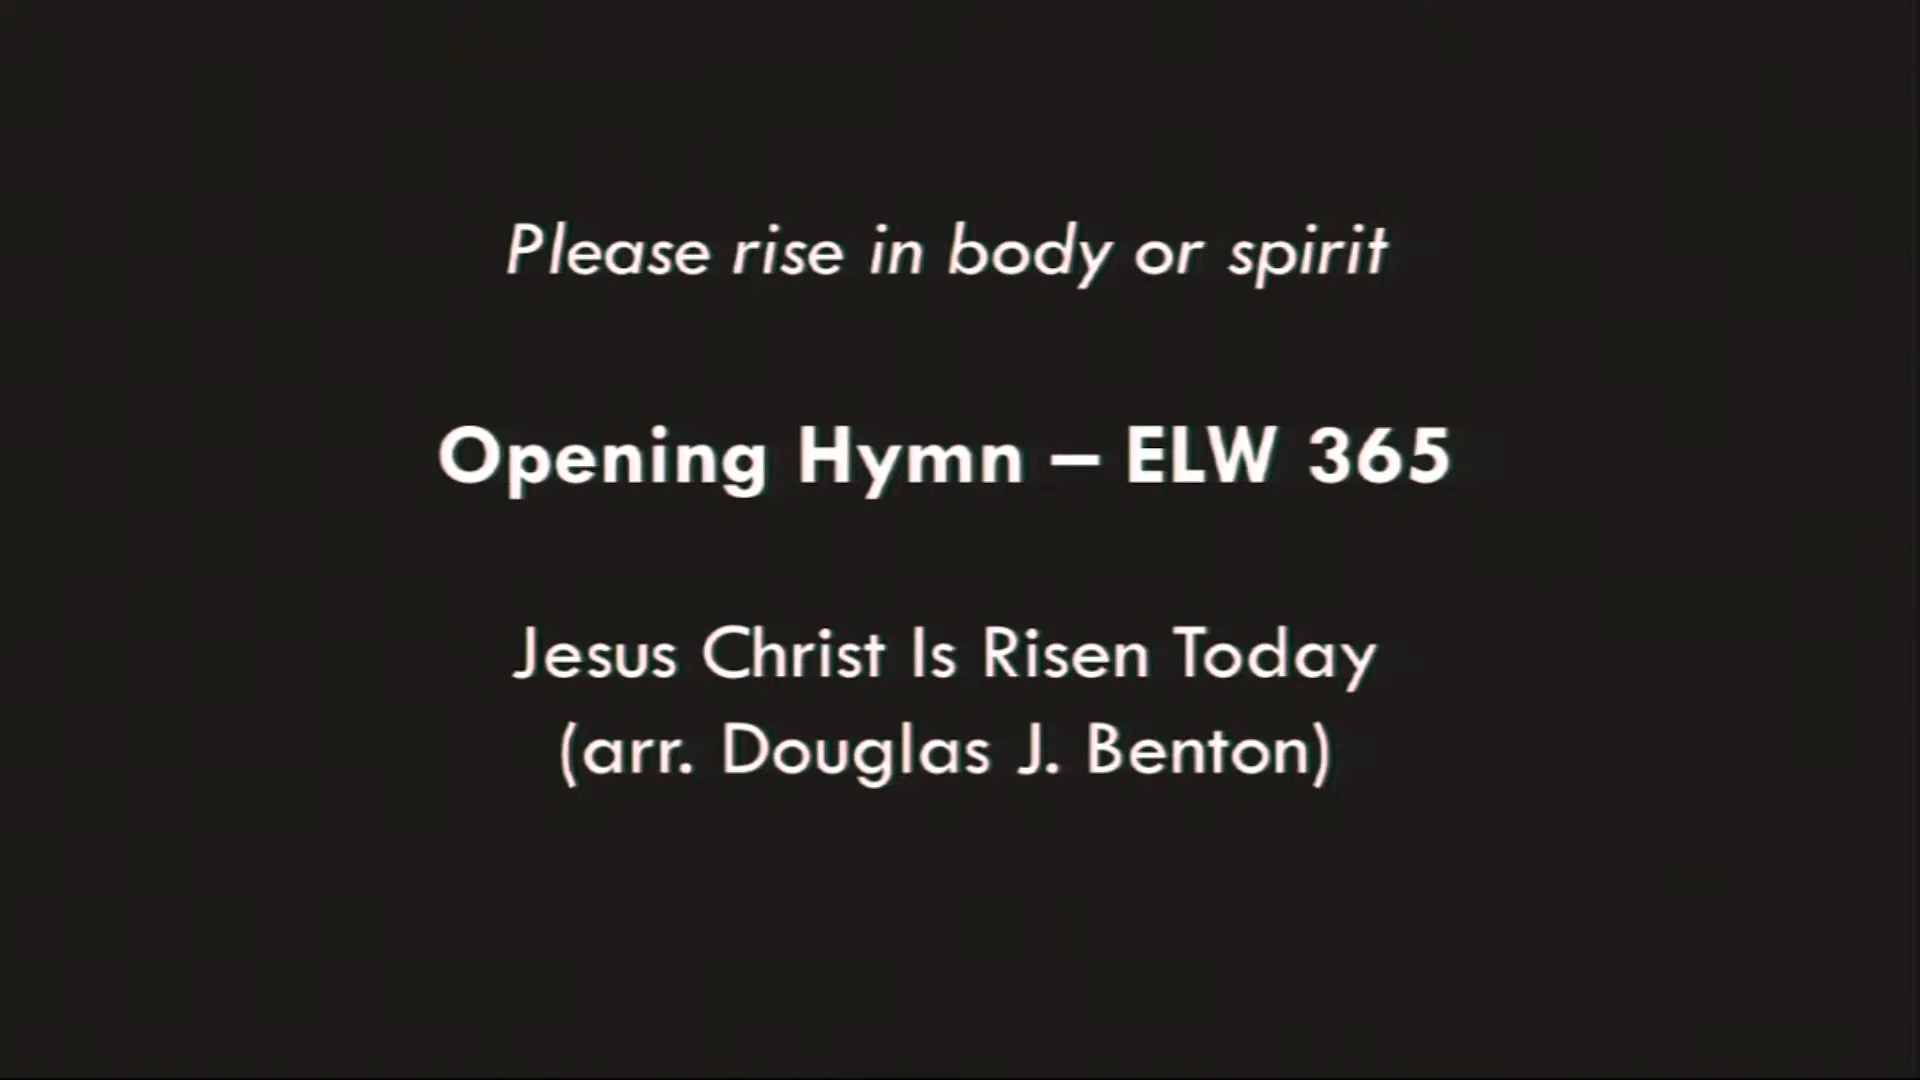 Please rise in body or spirit
Opening Hymn – ELW 365
Jesus Christ Is Risen Today
(arr. Douglas J. Benton)